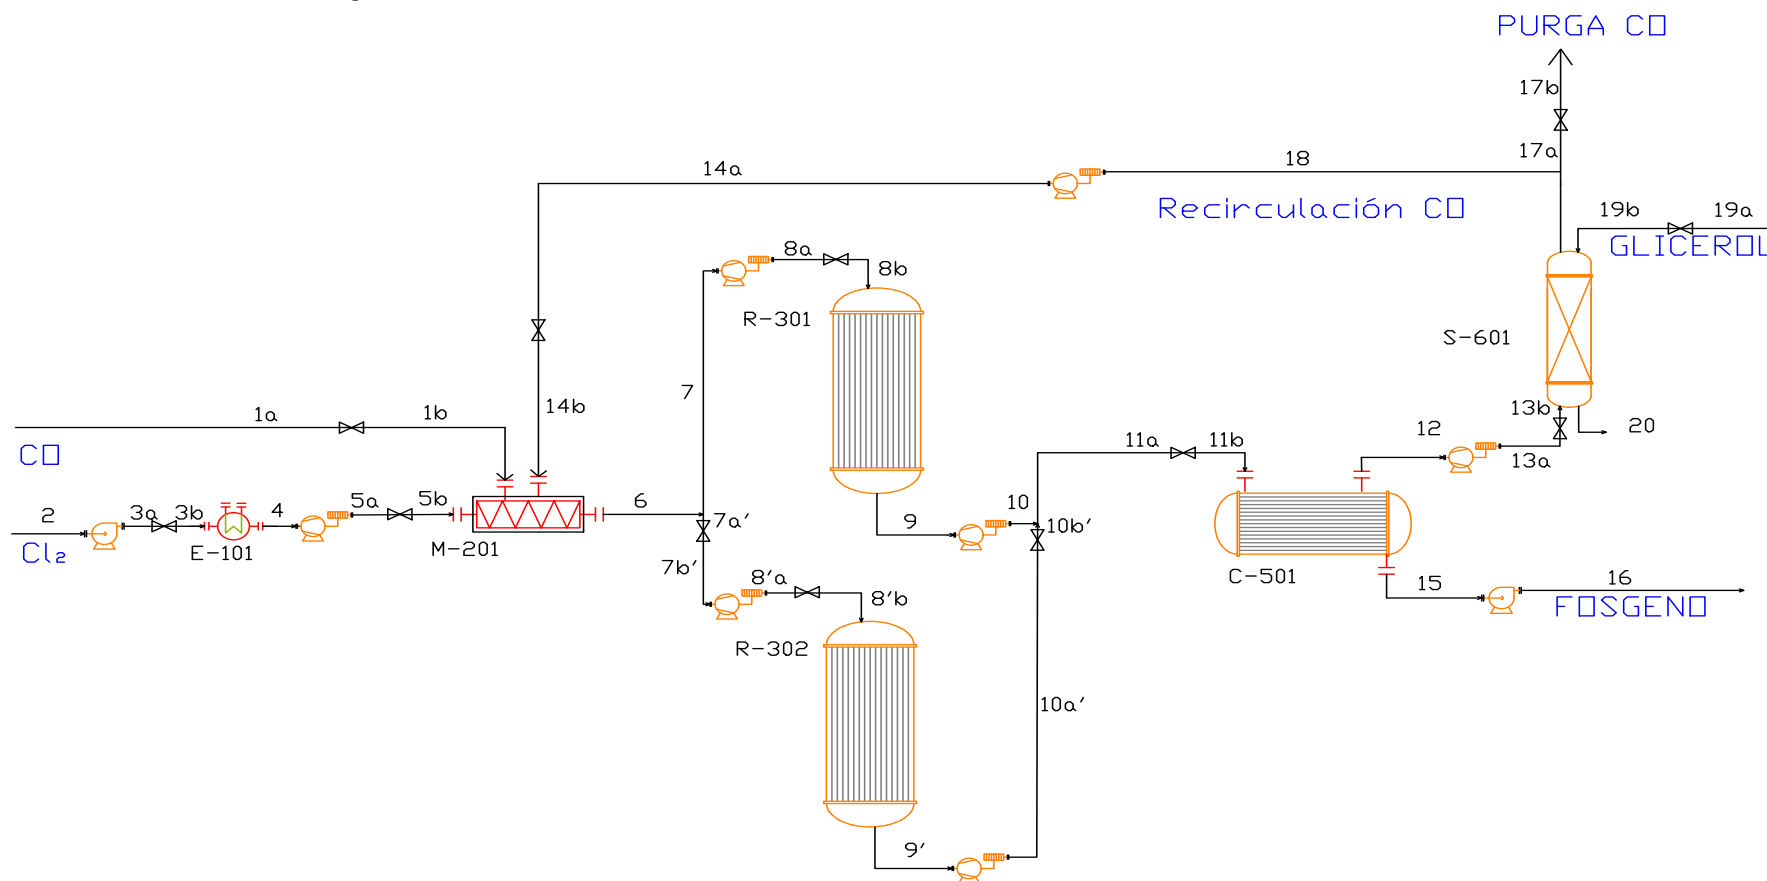 PURGA CO
17b
17a
18
14a
Recirculación CO
19b
19a
GLICEROL
8a
8b
R-301
S-601
7
14b
1a
1b
13b
20
CO
11a
11b
12
13a
2
3a
3b
4
5a
5b
6
7a'
9
10
10b'
Cl₂
E-101
M-201
7b'
8'a
8'b
C-501
15
16
FOSGENO
R-302
10a'
9'